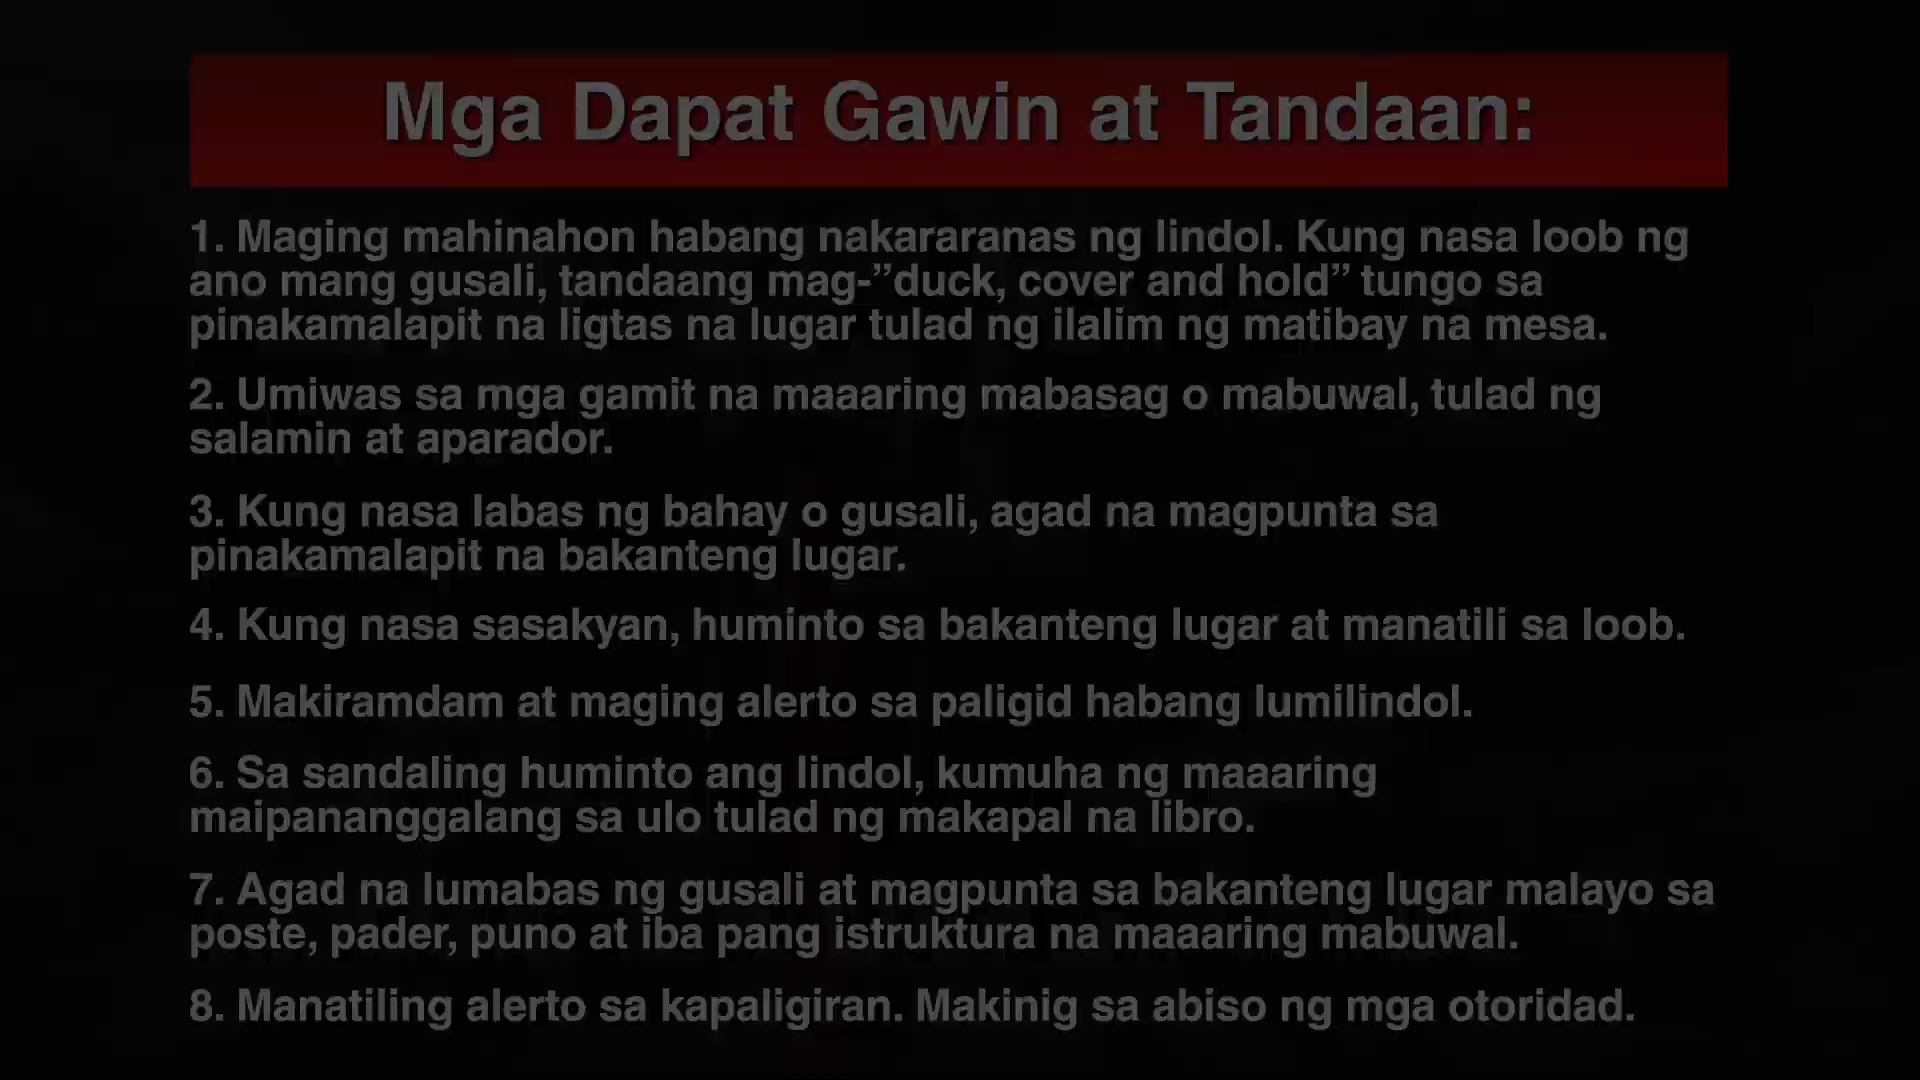 Mga Dapat Gawin at Tandaan:
1. Maging mahinahon habang nakararanas ng lindol. Kung nasa loob ng
ano mang gusali, tandaang mag-”duck, cover and hold” tungo sa
pinakamalapit na ligtas na lugar tulad ng ilalim ng matibay na mesa.
2. Umiwas sa mga gamit na maaaring mabasag o mabuwal, tulad ng
salamin at aparador.
3. Kung nasa labas ng bahay o gusali, agad na magpunta sa
pinakamalapit na bakanteng lugar.
4. Kung nasa sasakyan, huminto sa bakanteng lugar at manatili sa loob.
5. Makiramdam at maging alerto sa paligid habang lumilindol.
6. Sa sandaling huminto ang lindol, kumuha ng maaaring
maipananggalang sa ulo tulad ng makapal na libro.
7. Agad na lumabas ng gusali at magpunta sa bakanteng lugar malayo sa
poste, pader, puno at iba pang istruktura na maaaring mabuwal.
8. Manatiling alerto sa kapaligiran. Makinig sa abiso ng mga otoridad.